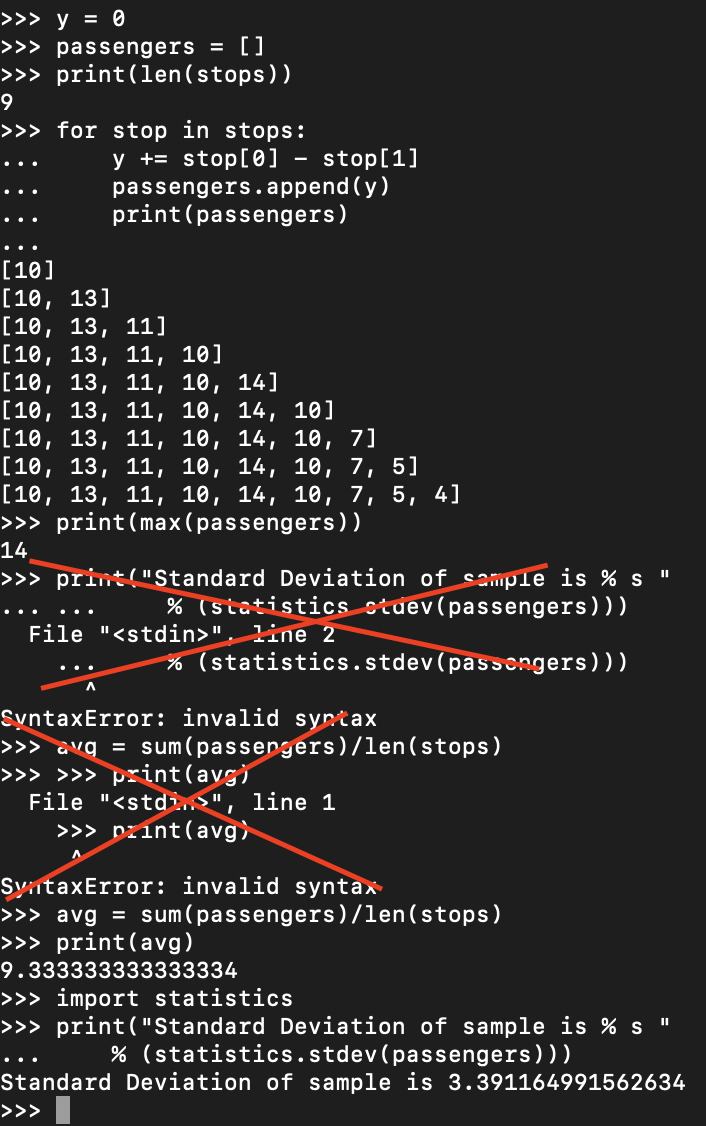 >>> y = 0
>>> passengers = []
>>> print(len(stops))
9
>>> for stop in stops:
...     y += stop[0] - stop[1]
...     passengers.append(y)
...     print(passengers)
...
[10]
[10, 13]
[10, 13, 11]
[10, 13, 11, 10]
[10, 13, 11, 10, 14]
[10, 13, 11, 10, 14, 10]
[10, 13, 11, 10, 14, 10, 7]
[10, 13, 11, 10, 14, 10, 7, 5]
[10, 13, 11, 10, 14, 10, 7, 5, 4]
>>> print(max(passengers))
14
>>> print("Standard Deviation of sample is % s "
... ...     % (statistics.stdev(passengers)))
  File "<stdin>", line 2
    ...     % (statistics.stdev(passengers)))
      ^
SyntaxError: invalid syntax
>>> avg = sum(passengers)/len(stops)
>>> >>> print(avg)
  File "<stdin>", line 1
    >>> print(avg)
     ^
SyntaxError: invalid syntax
>>> avg = sum(passengers)/len(stops)
>>> print(avg)
9.333333333333334
>>> import statistics
>>> print("Standard Deviation of sample is % s "
...     % (statistics.stdev(passengers)))
Standard Deviation of sample is 3.391164991562634
>>>